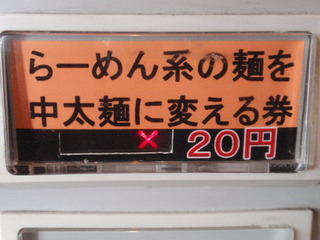 らーめん系の麺を
中太麺に変える券
× 20円